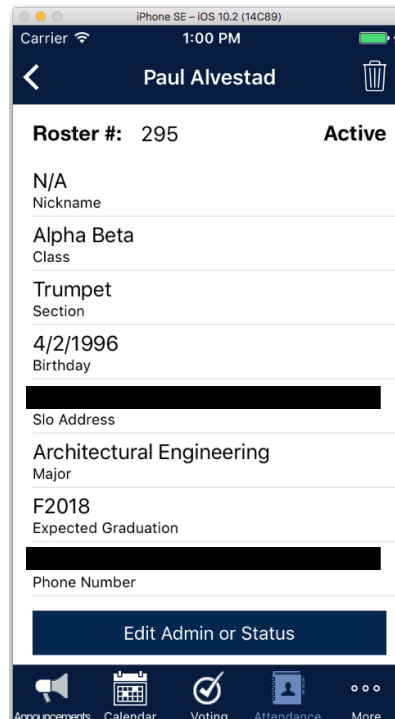 iPhone SE – iOS 10.2 (14C89)
Carrier 1:00 PM
Paul Alvestad
Roster #: 295 Active
N/A
Nickname
Alpha Beta
Class
Trumpet
Section
4/2/1996
Birthday
Slo Address
Architectural Engineering
Major
F2018
Expected Graduation
Phone Number
Edit Admin or Status
Announcements Calendar Voting Attendance More